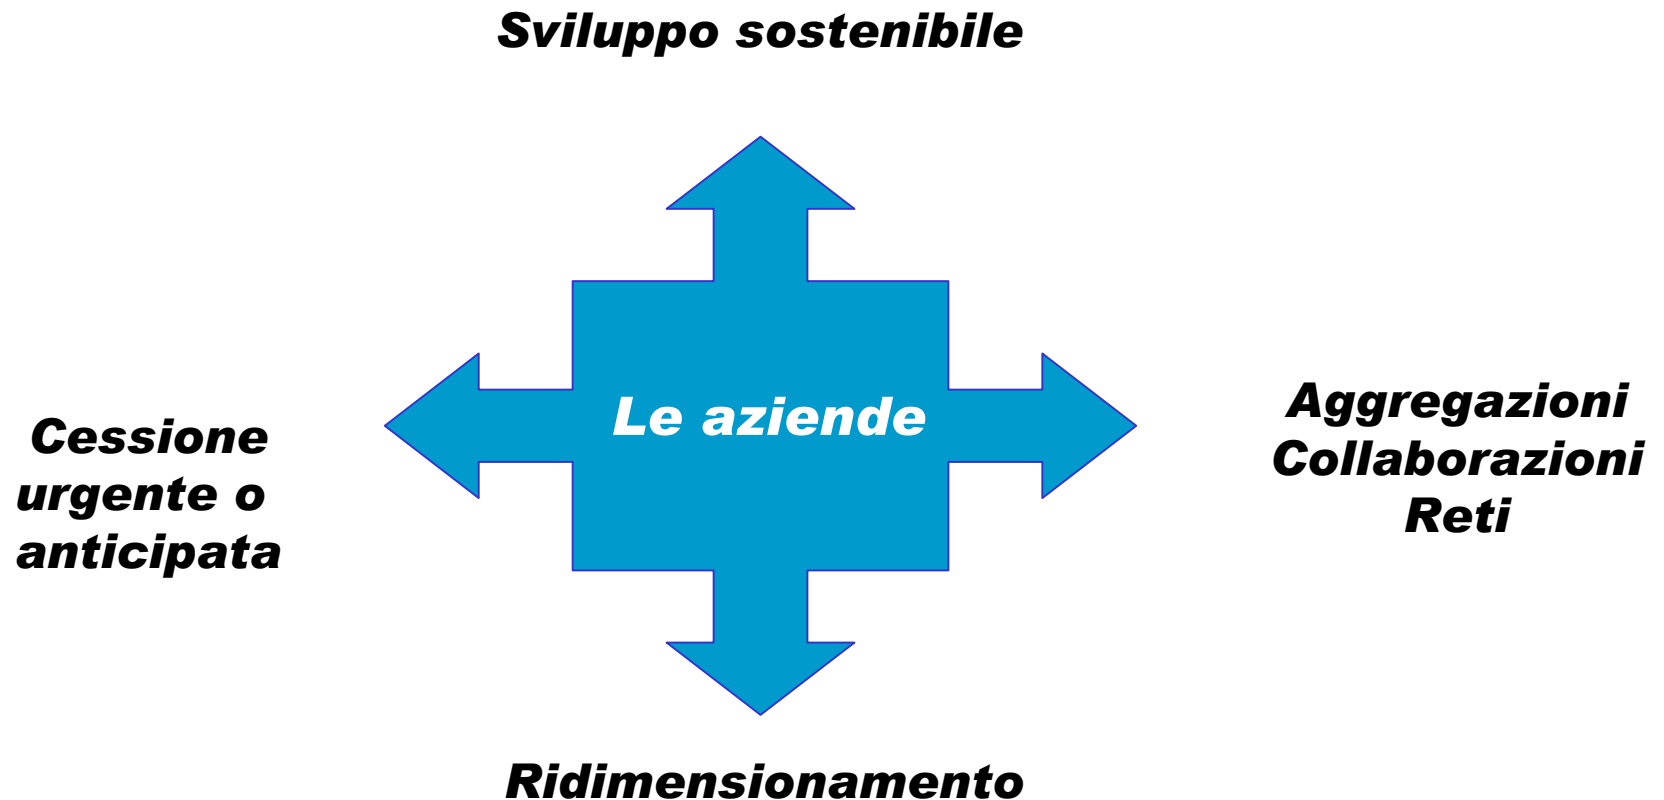 Sviluppo sostenibile
Le aziende
Cessione
urgente o
anticipata
Aggregazioni
Collaborazioni
Reti
Ridimensionamento